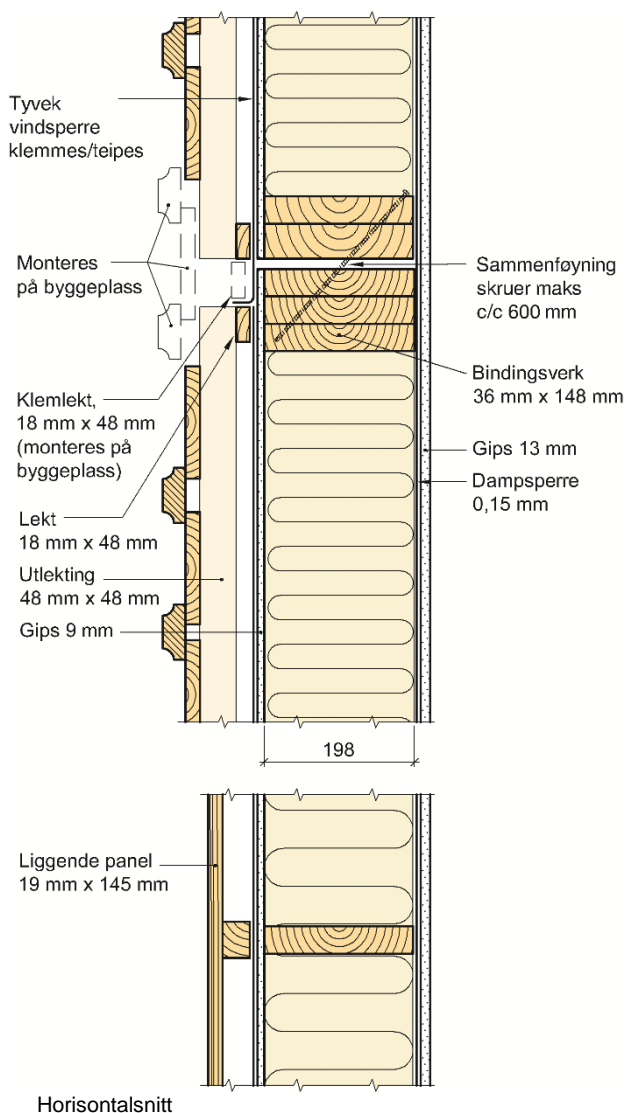 Tyvek
vindsperre
klemmes/teipes
Monteres
på byggeplass
Sammenføyning
skruer maks
c/c 600 mm
Bindingsverk
36 mm x 148 mm
Klemlekt,
18 mm x 48 mm
(monteres på
byggeplass)
Gips 13 mm
Dampsperre
0,15 mm
Lekt
18 mm x 48 mm
Utlekting
48 mm x 48 mm
Gips 9 mm
198
Liggende panel
19 mm x 145 mm
Horisontalsnitt